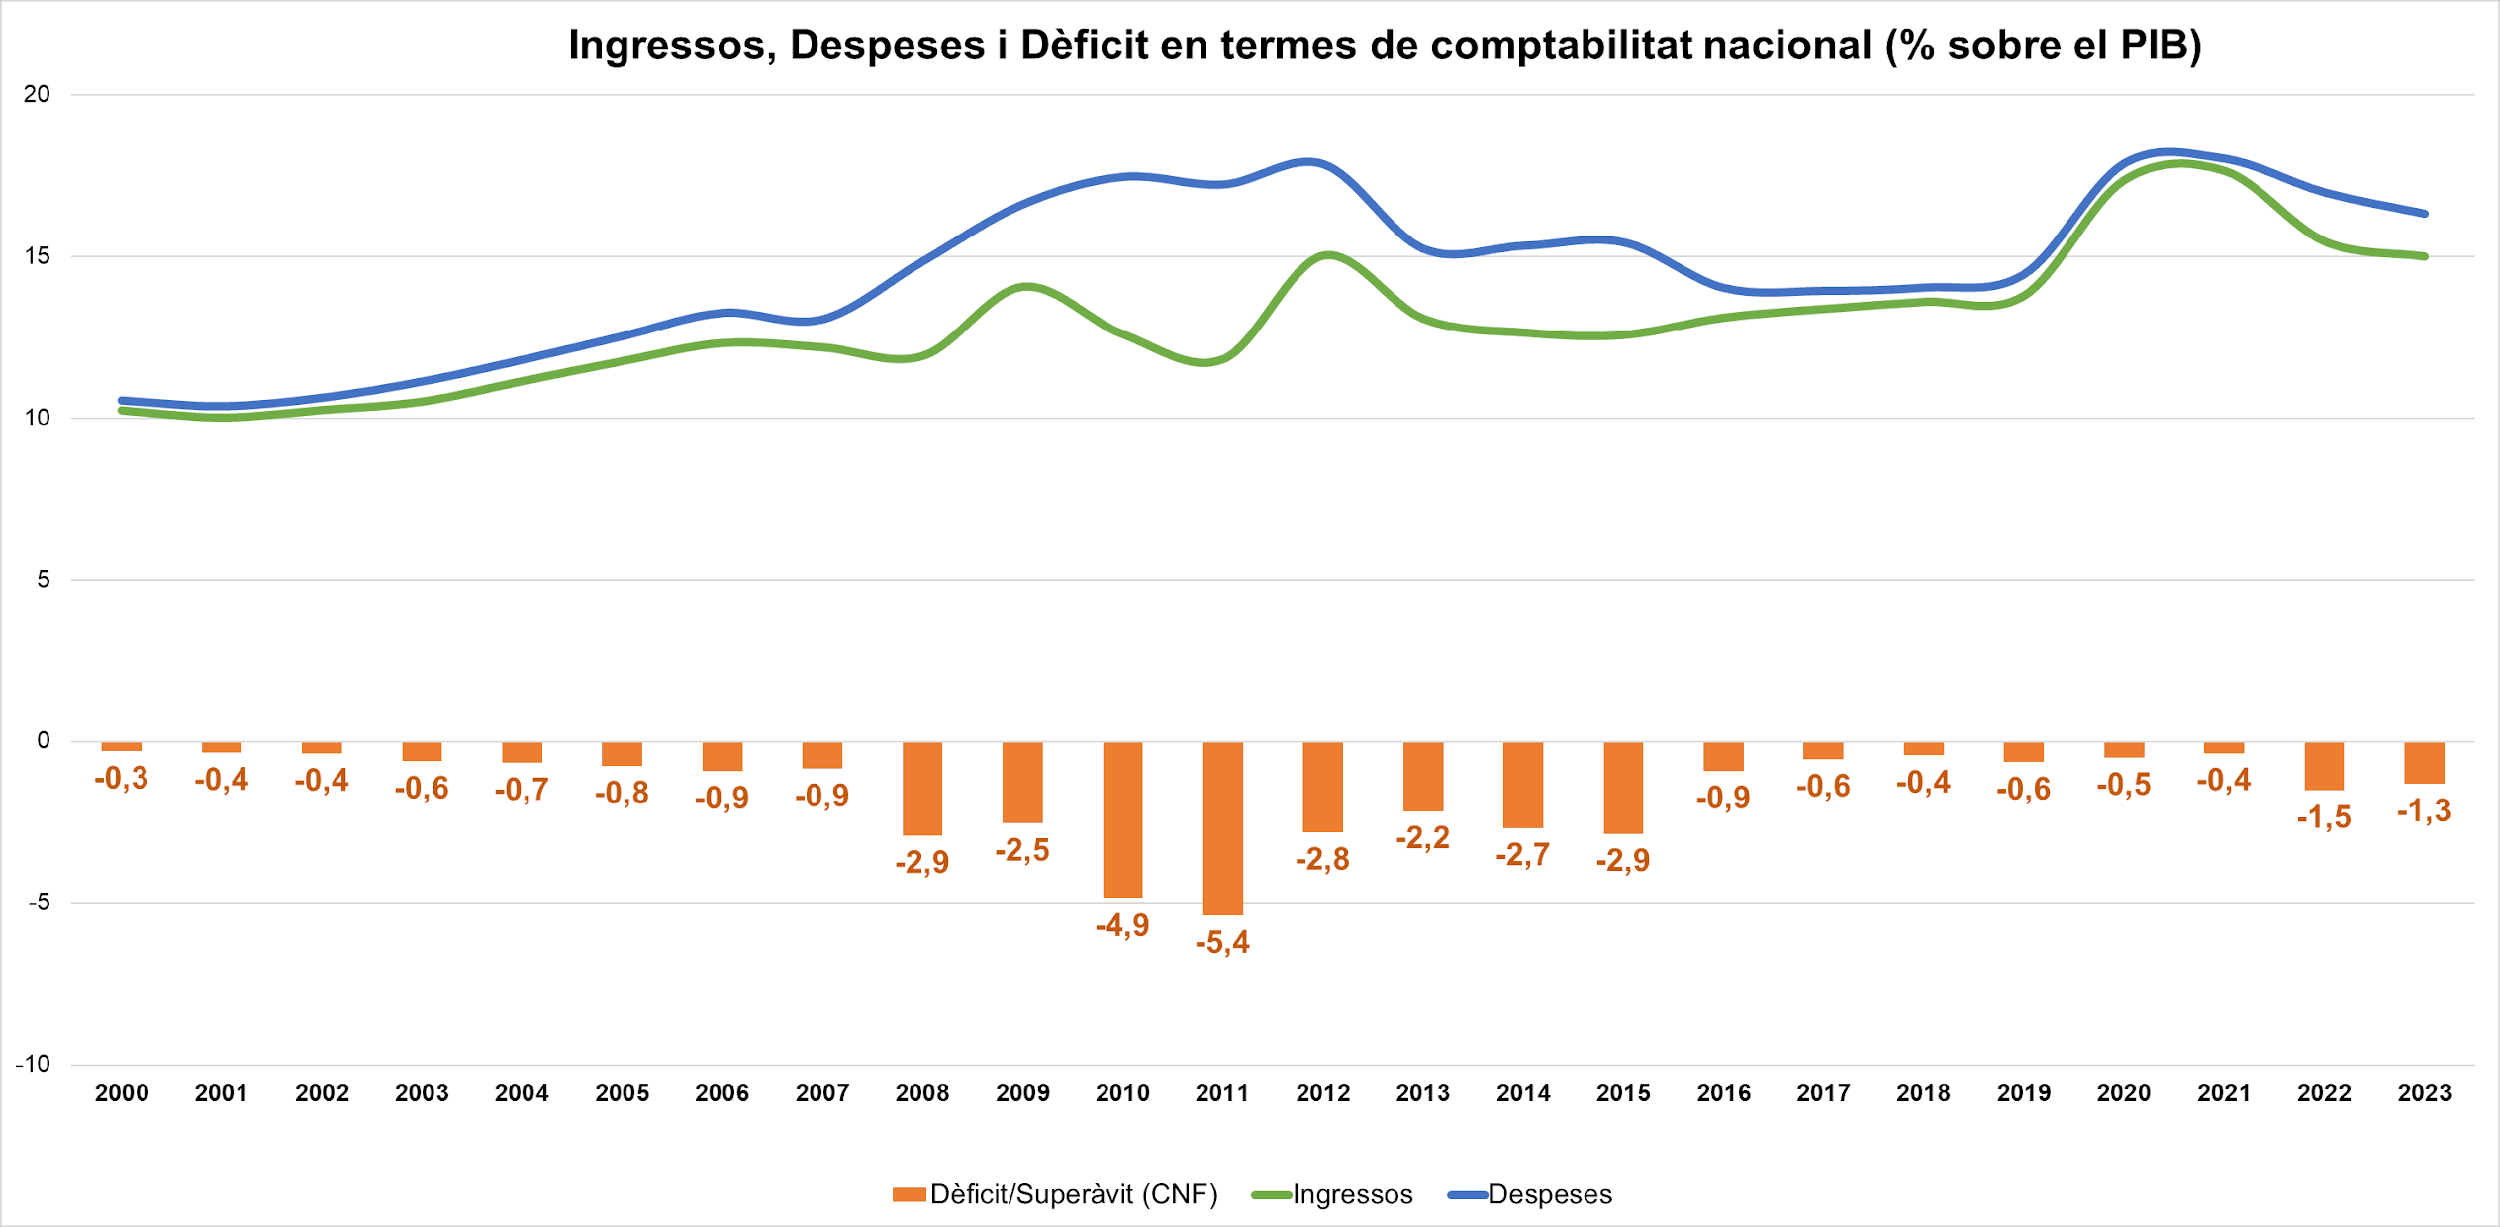 Ingressos, Despeses i Dèficit en termes de comptabilitat nacional (% sobre el PIB)
20
15
10
5
0
-5
-10
-0,3 -0,4 -0,4 -0,6 -0,7 -0,8 -0,9 -0,9 -2,9 -2,5 -4,9 -5,4 -2,8 -2,2 -2,7 -2,9 -0,9 -0,6 -0,4 -0,6 -0,5 -0,4 -1,5 -1,3
2000 2001 2002 2003 2004 2005 2006 2007 2008 2009 2010 2011 2012 2013 2014 2015 2016 2017 2018 2019 2020 2021 2022 2023
Dèficit/Superàvit (CNF) Ingressos Despeses